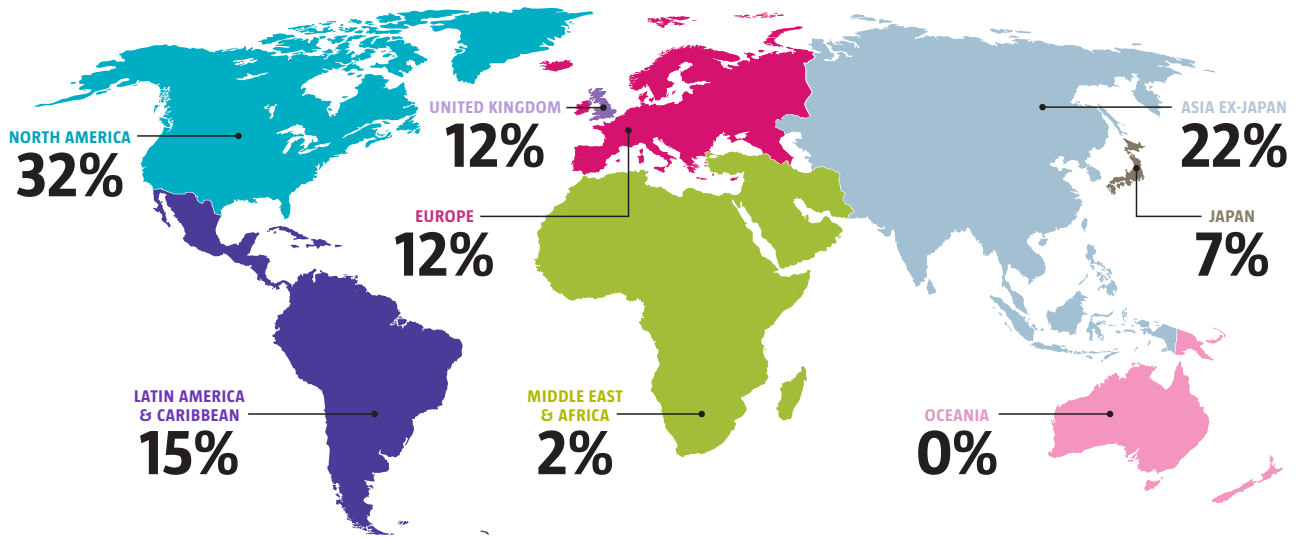 NORTH AMERICA
32%
UNITED KINGDOM
12%
EUROPE
12%
ASIA EX-JAPAN
22%
JAPAN
7%
LATIN AMERICA
& CARIBBEAN
15%
MIDDLE EAST
& AFRICA
2%
OCEANIA
0%